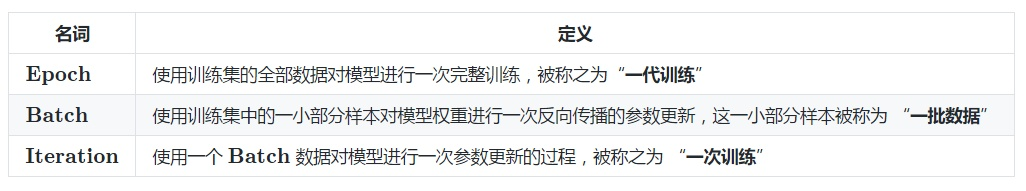 名词 定义
Epoch 使用训练集的全部数据对模型进行一次完整训练，被称之为“一代训练”
Batch 使用训练集中的一小部分样本对模型权重进行一次反向传播的参数更新，这一小部分样本被称为 “一批数据”
Iteration 使用一个 Batch 数据对模型进行一次参数更新的过程，被称之为 “一次训练”